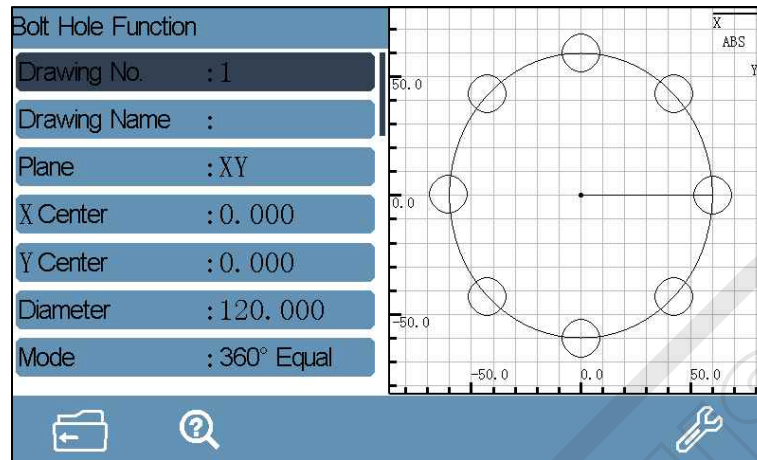 Bolt Hole Function
Drawing No. :1
Drawing Name :
Plane :XY
X Center :0.000
Y Center :0.000
Diameter :120.000
Mode :360° Equal
X
ABS
Y
50.0
0.0
-50.0
-50.0 0.0 50.0